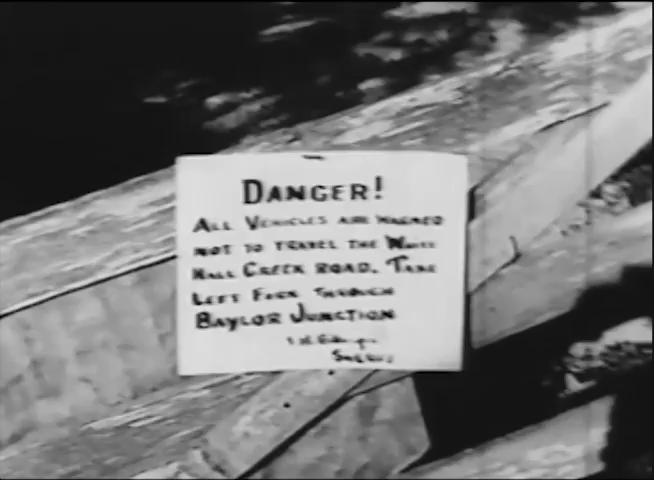 DANGER!
ALL VEHICLES ARE WARNED
NOT TO TRAVEL THE WHITE
HALL CREEK ROAD. TAKE
LEFT FORK THROUGH
BAYLOR JUNCTION
SHERIFF